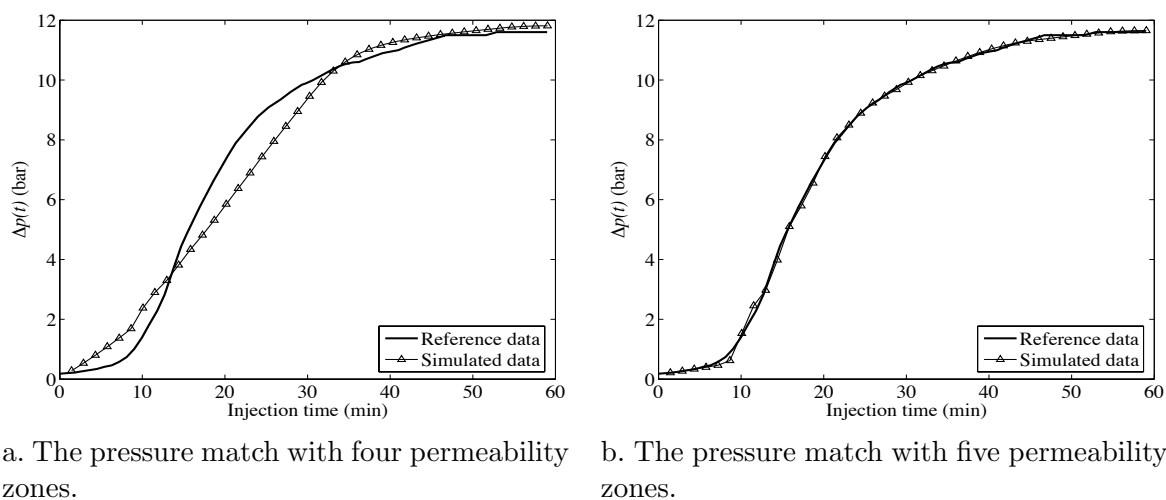 12
10
8
6
4
2
0
0
10
20
30
40
50
60
Δp(t) (bar)
Injection time (min)
Reference data
Simulated data
12
10
8
6
4
2
0
0
10
20
30
40
50
60
Δp(t) (bar)
Injection time (min)
Reference data
Simulated data
a. The pressure match with four permeability
zones.
b. The pressure match with five permeability
zones.